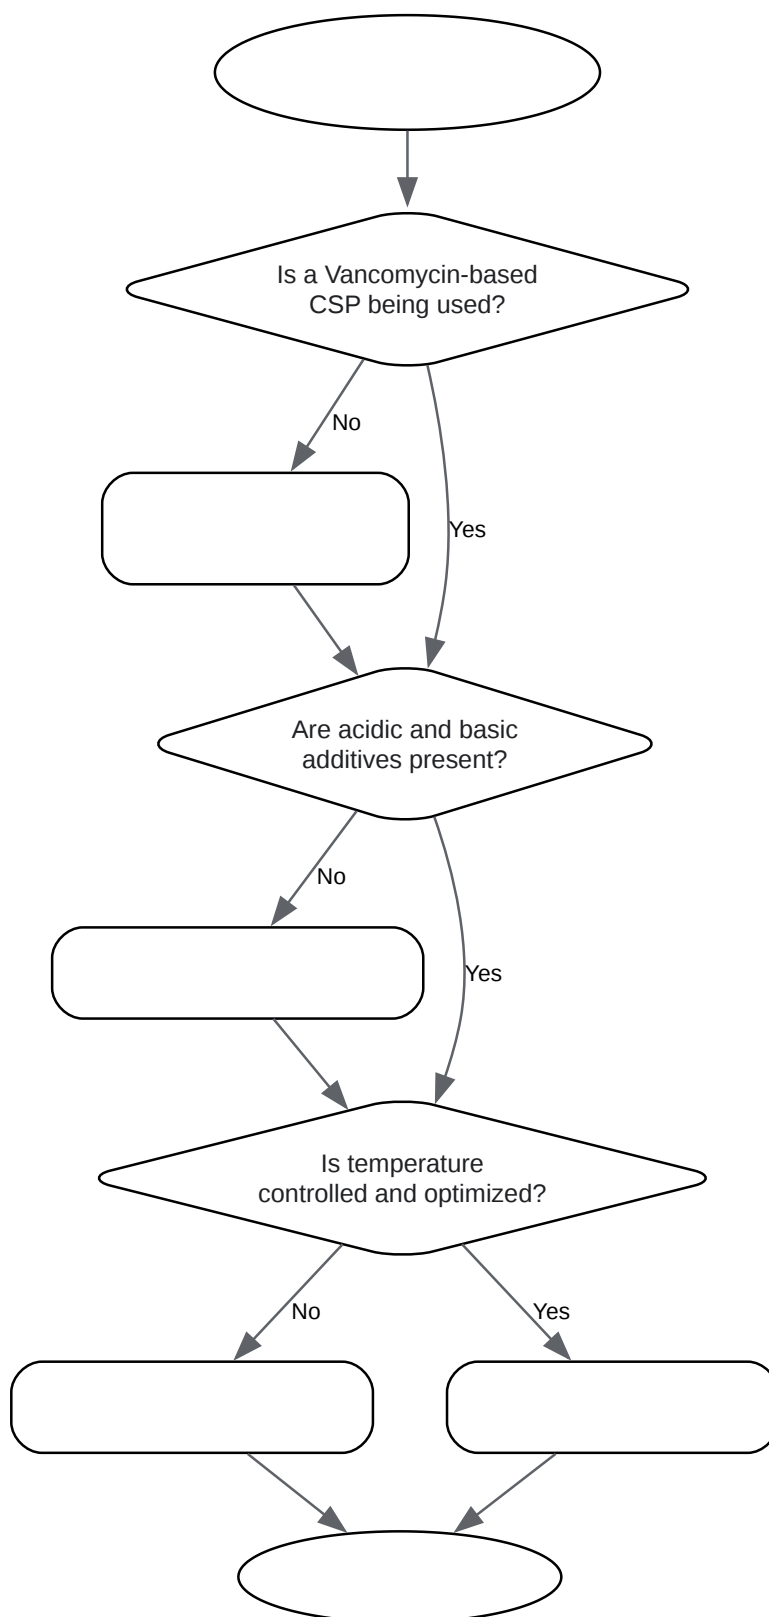 Is a Vancomycin-based
CSP being used?
No
Yes
Are acidic and basic
additives present?
No
Yes
Is temperature
controlled and optimized?
No
Yes